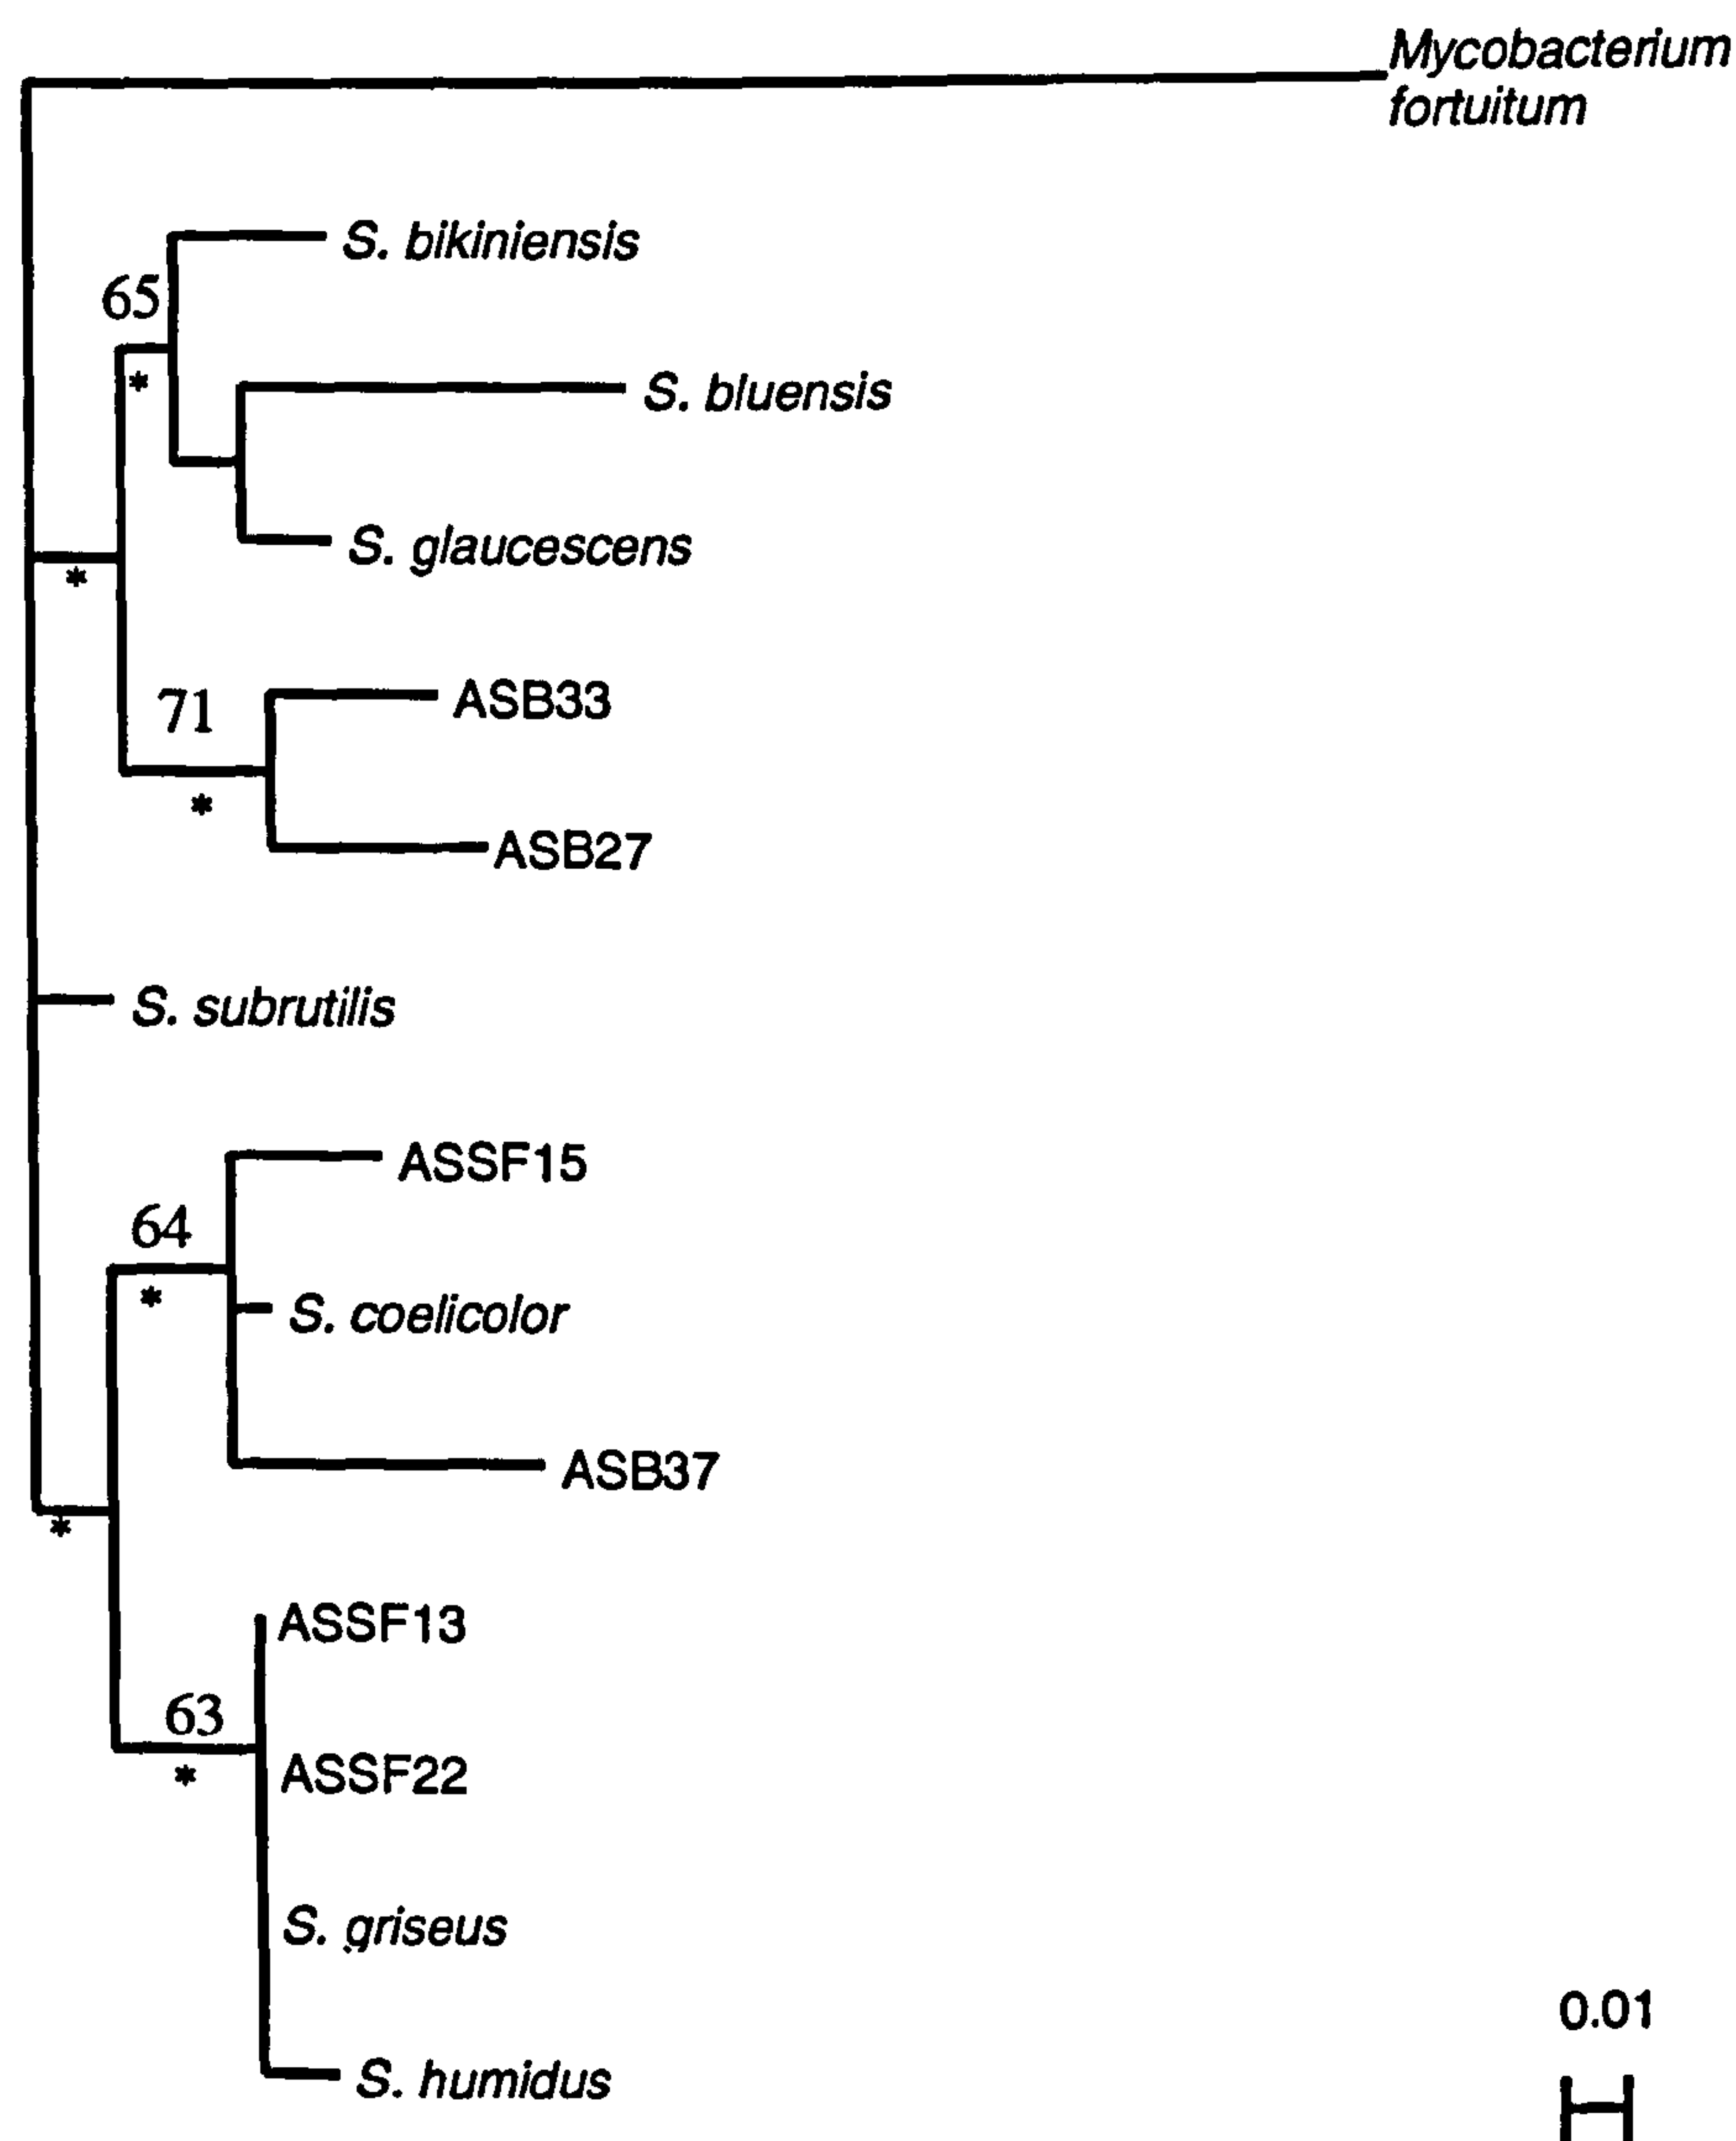 Mycobacterium
fortuitum
S. bikiniensis
65
*
S. bluensis
S. glaucescens
*
71
ASB33
*
ASB27
S. subrutilis
ASSF15
64
*
S. coelicolor
ASB37
*
ASSF13
63
*
ASSF22
S. griseus
0.01
S. humidus